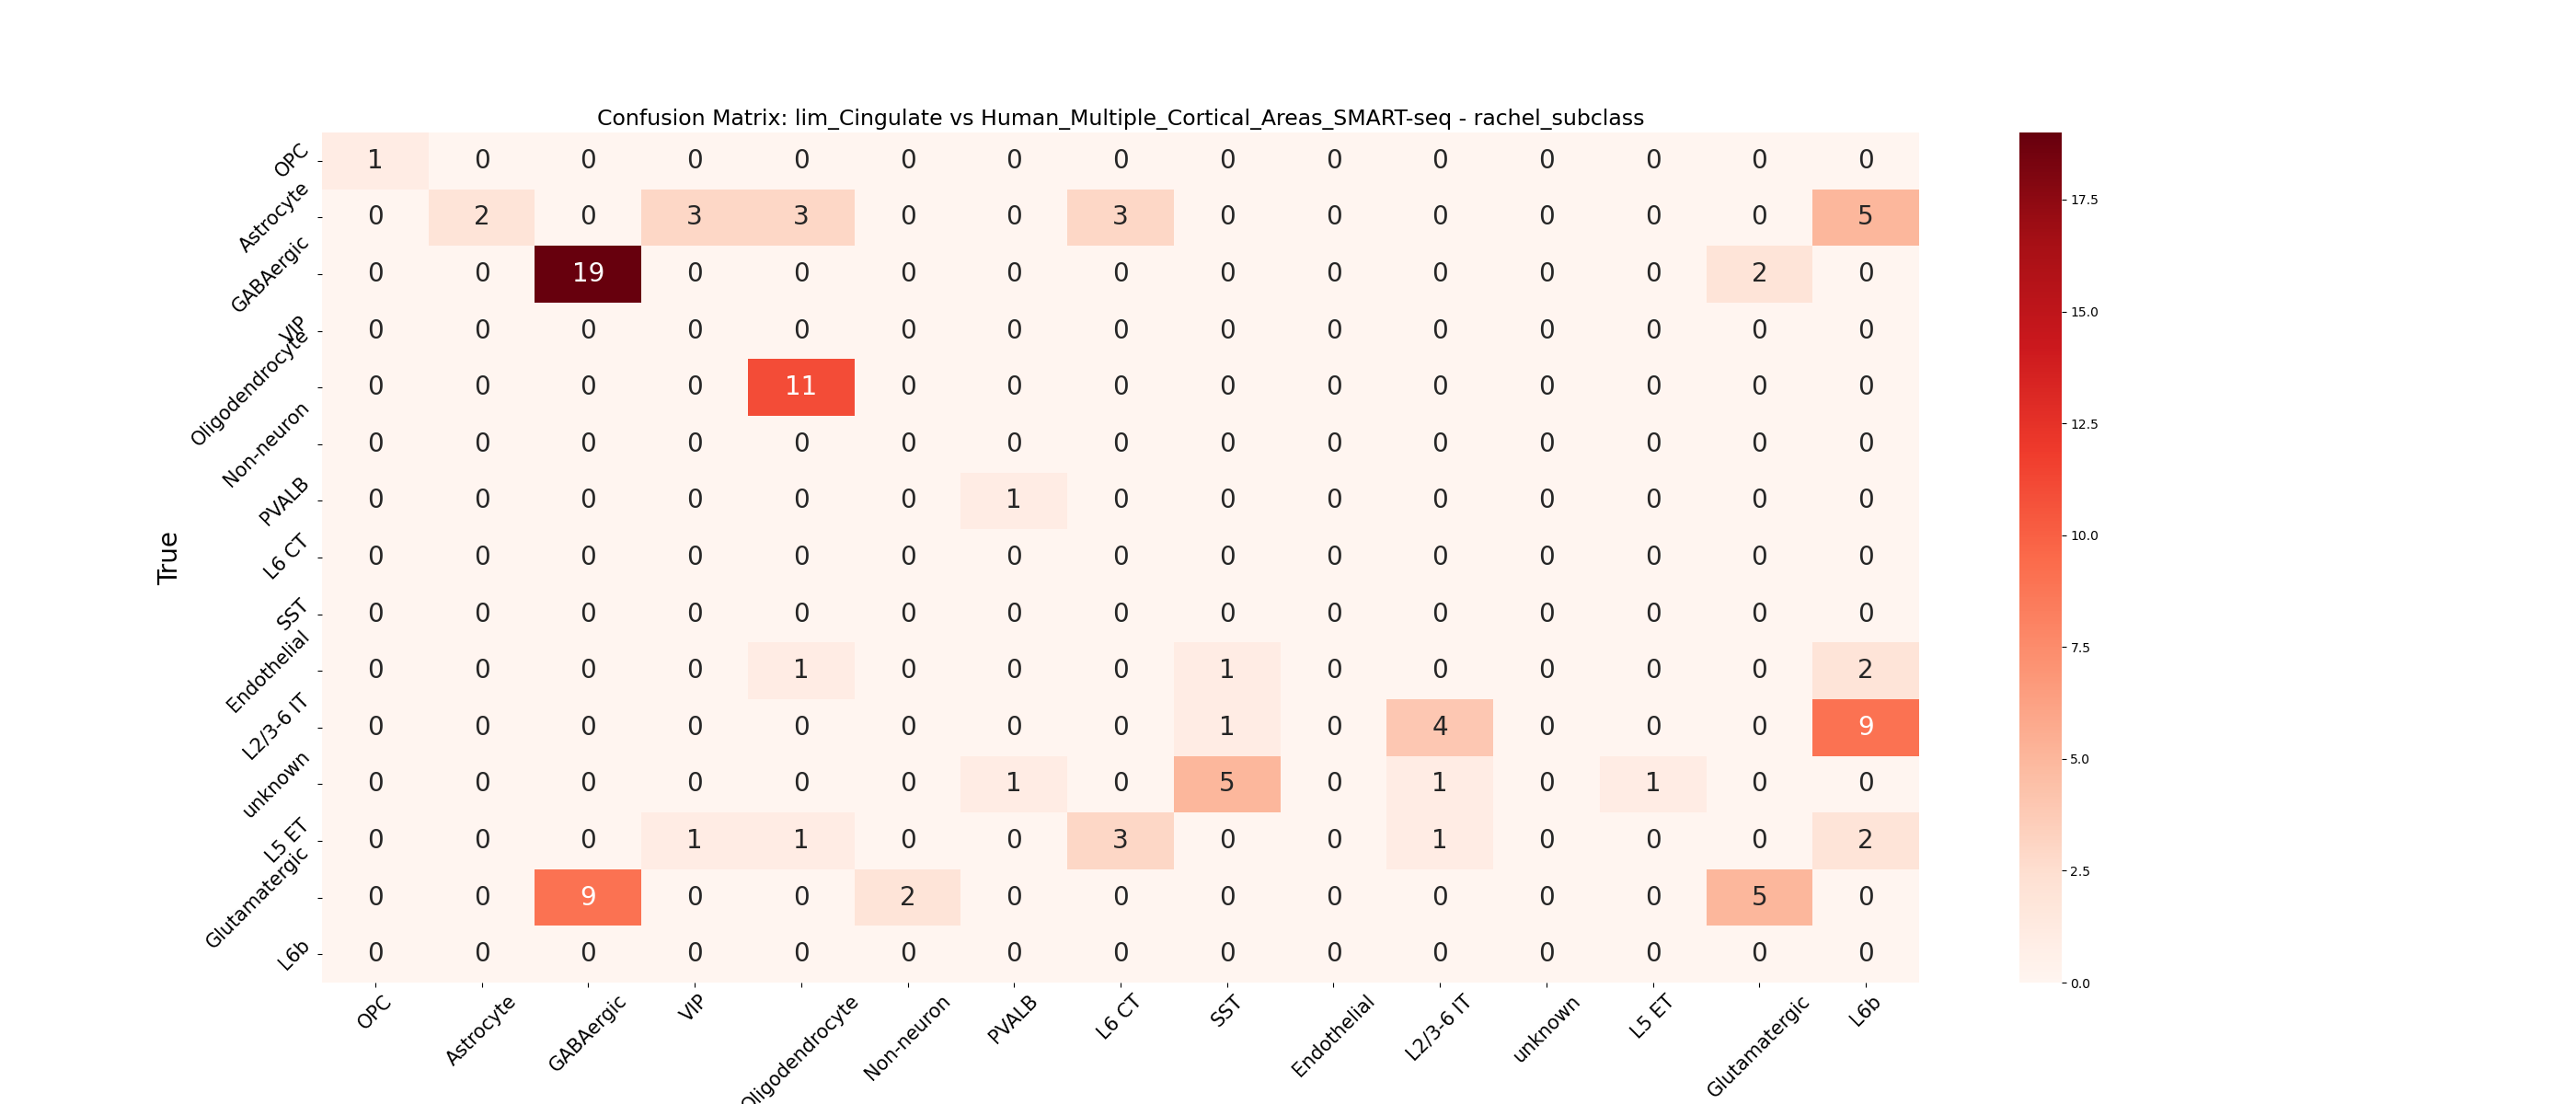 Confusion Matrix: lim_Cingulate vs Human_Multiple_Cortical_Areas_SMART-seq - rachel_subclass
True
OPC 1 0 0 0 0 0 0 0 0 0 0 0 0 0 0
Astrocyte 0 2 0 3 3 0 0 3 0 0 0 0 0 0 5
GABAergic 0 0 19 0 0 0 0 0 0 0 0 0 0 2 0
VIP 0 0 0 0 0 0 0 0 0 0 0 0 0 0 0
Oligodendrocyte 0 0 0 0 11 0 0 0 0 0 0 0 0 0 0
Non-neuron 0 0 0 0 0 0 0 0 0 0 0 0 0 0 0
PVALB 0 0 0 0 0 0 1 0 0 0 0 0 0 0 0
L6 CT 0 0 0 0 0 0 0 0 0 0 0 0 0 0 0
SST 0 0 0 0 0 0 0 0 0 0 0 0 0 0 0
Endothelial 0 0 0 0 1 0 0 0 1 0 0 0 0 0 2
L2/3-6 IT 0 0 0 0 0 0 0 0 1 0 4 0 0 0 9
unknown 0 0 0 0 0 0 1 0 5 0 1 0 1 0 0
L5 ET 0 0 0 1 1 0 0 3 0 0 1 0 0 0 2
Glutamatergic 0 0 9 0 0 2 0 0 0 0 0 0 0 5 0
L6b 0 0 0 0 0 0 0 0 0 0 0 0 0 0 0
OPC Astrocyte GABAergic VIP Oligodendrocyte Non-neuron PVALB L6 CT SST Endothelial L2/3-6 IT unknown L5 ET Glutamatergic L6b
17.5
15.0
12.5
10.0
7.5
5.0
2.5
0.0